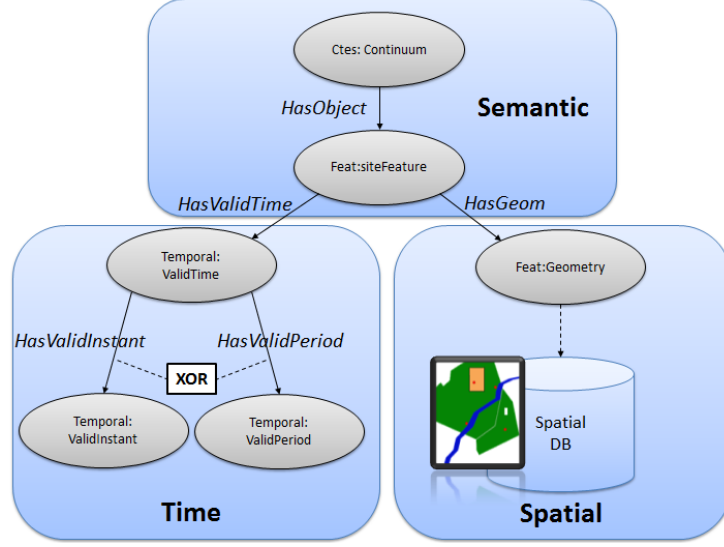 Ctes: Continuum
HasObject
Semantic
Feat:siteFeature
HasValidTime
HasGeom
Temporal:
ValidTime
Feat:Geometry
HasValidInstant
HasValidPeriod
XOR
Temporal:
ValidInstant
Temporal:
ValidPeriod
Spatial
DB
Time
Spatial